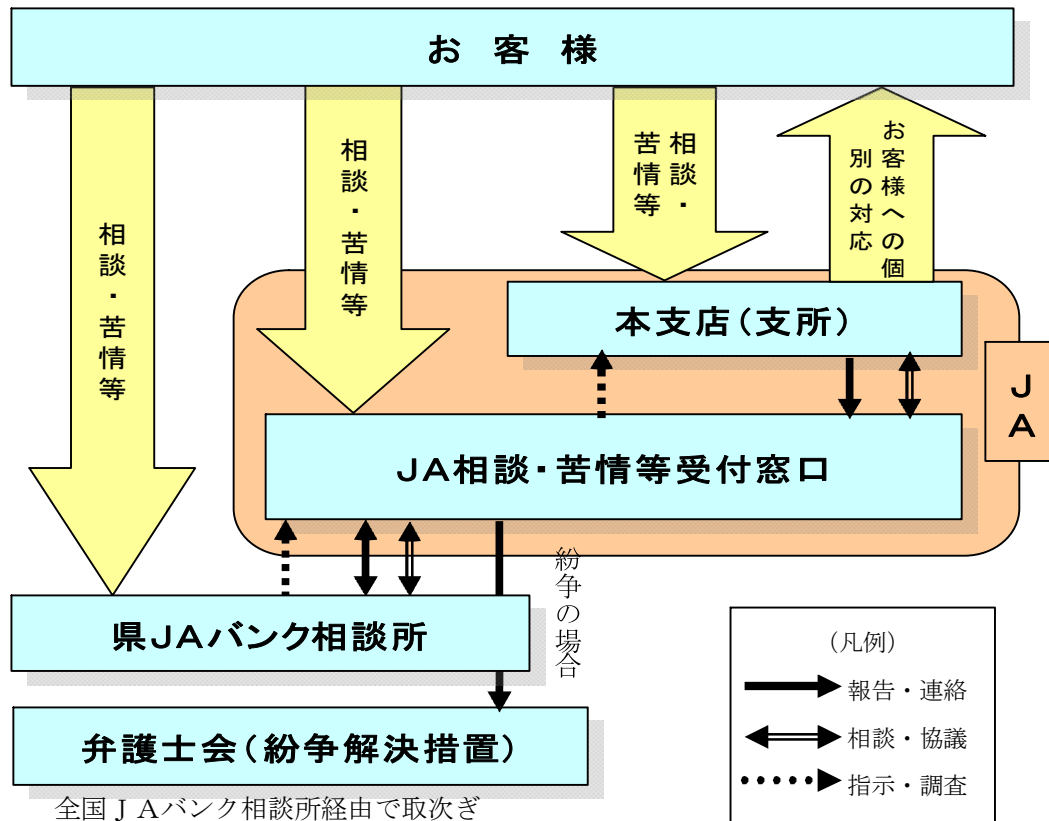 お客様
相談・苦情等
相談・苦情等
相談・
苦情等
お客様への個
別の対応
本支店（支所）
JA
JA相談・苦情等受付窓口
紛争の場合
県JAバンク相談所
弁護士会（紛争解決措置）
全国ＪＡバンク相談所経由で取次ぎ
（凡例）
報告・連絡
相談・協議
指示・調査